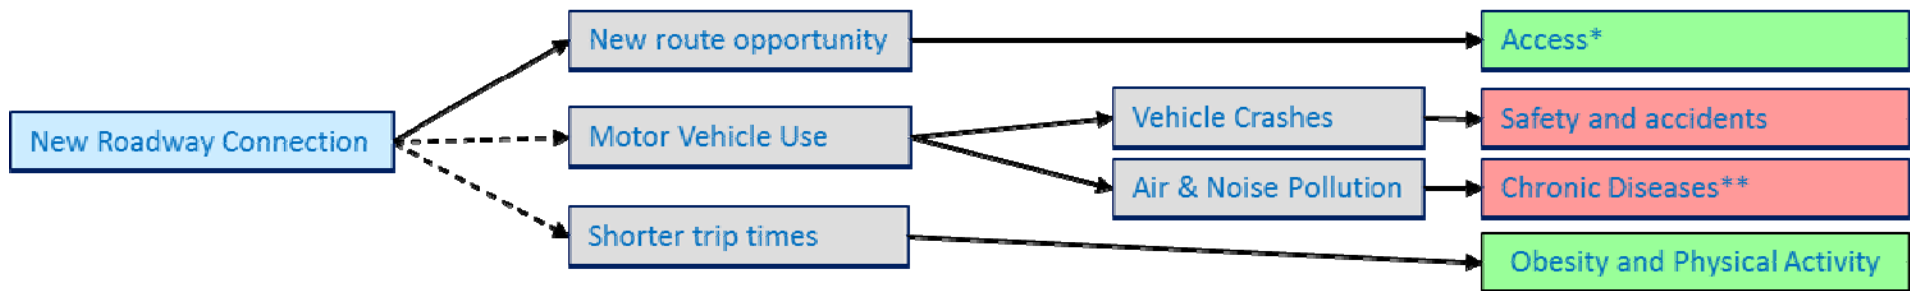 New route opportunity
Access*
New Roadway Connection
Motor Vehicle Use
Vehicle Crashes
Safety and accidents
Air & Noise Pollution
Chronic Diseases**
Shorter trip times
Obesity and Physical Activity